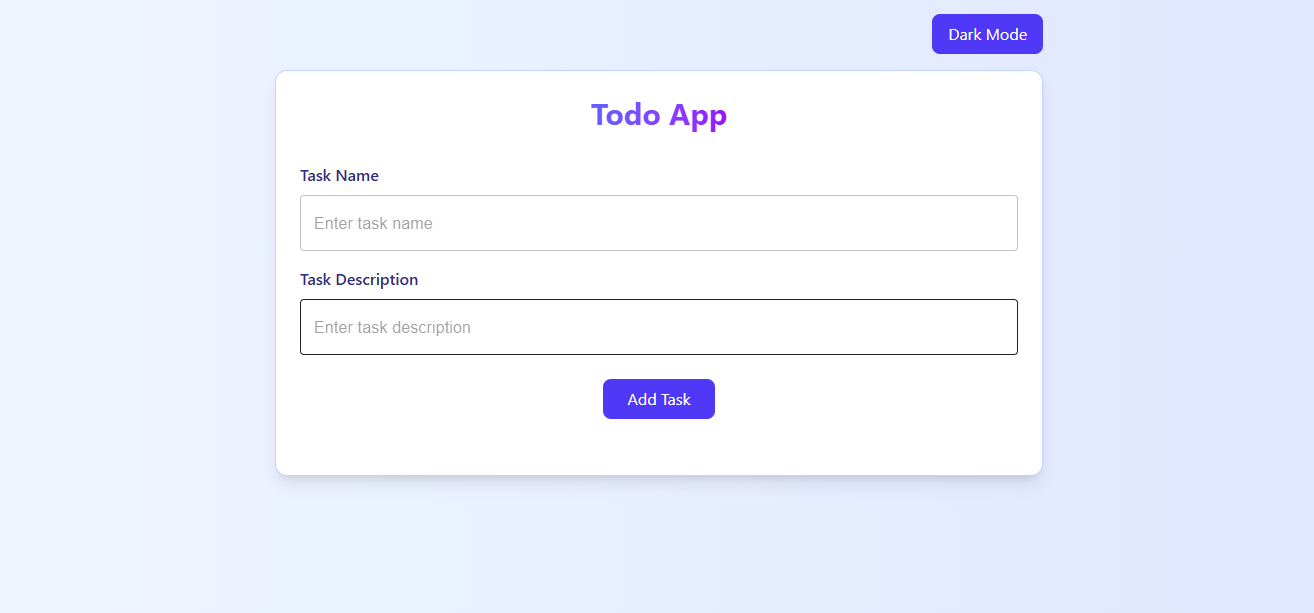 Dark Mode
Todo App
Task Name
Enter task name
Task Description
Enter task description
Add Task